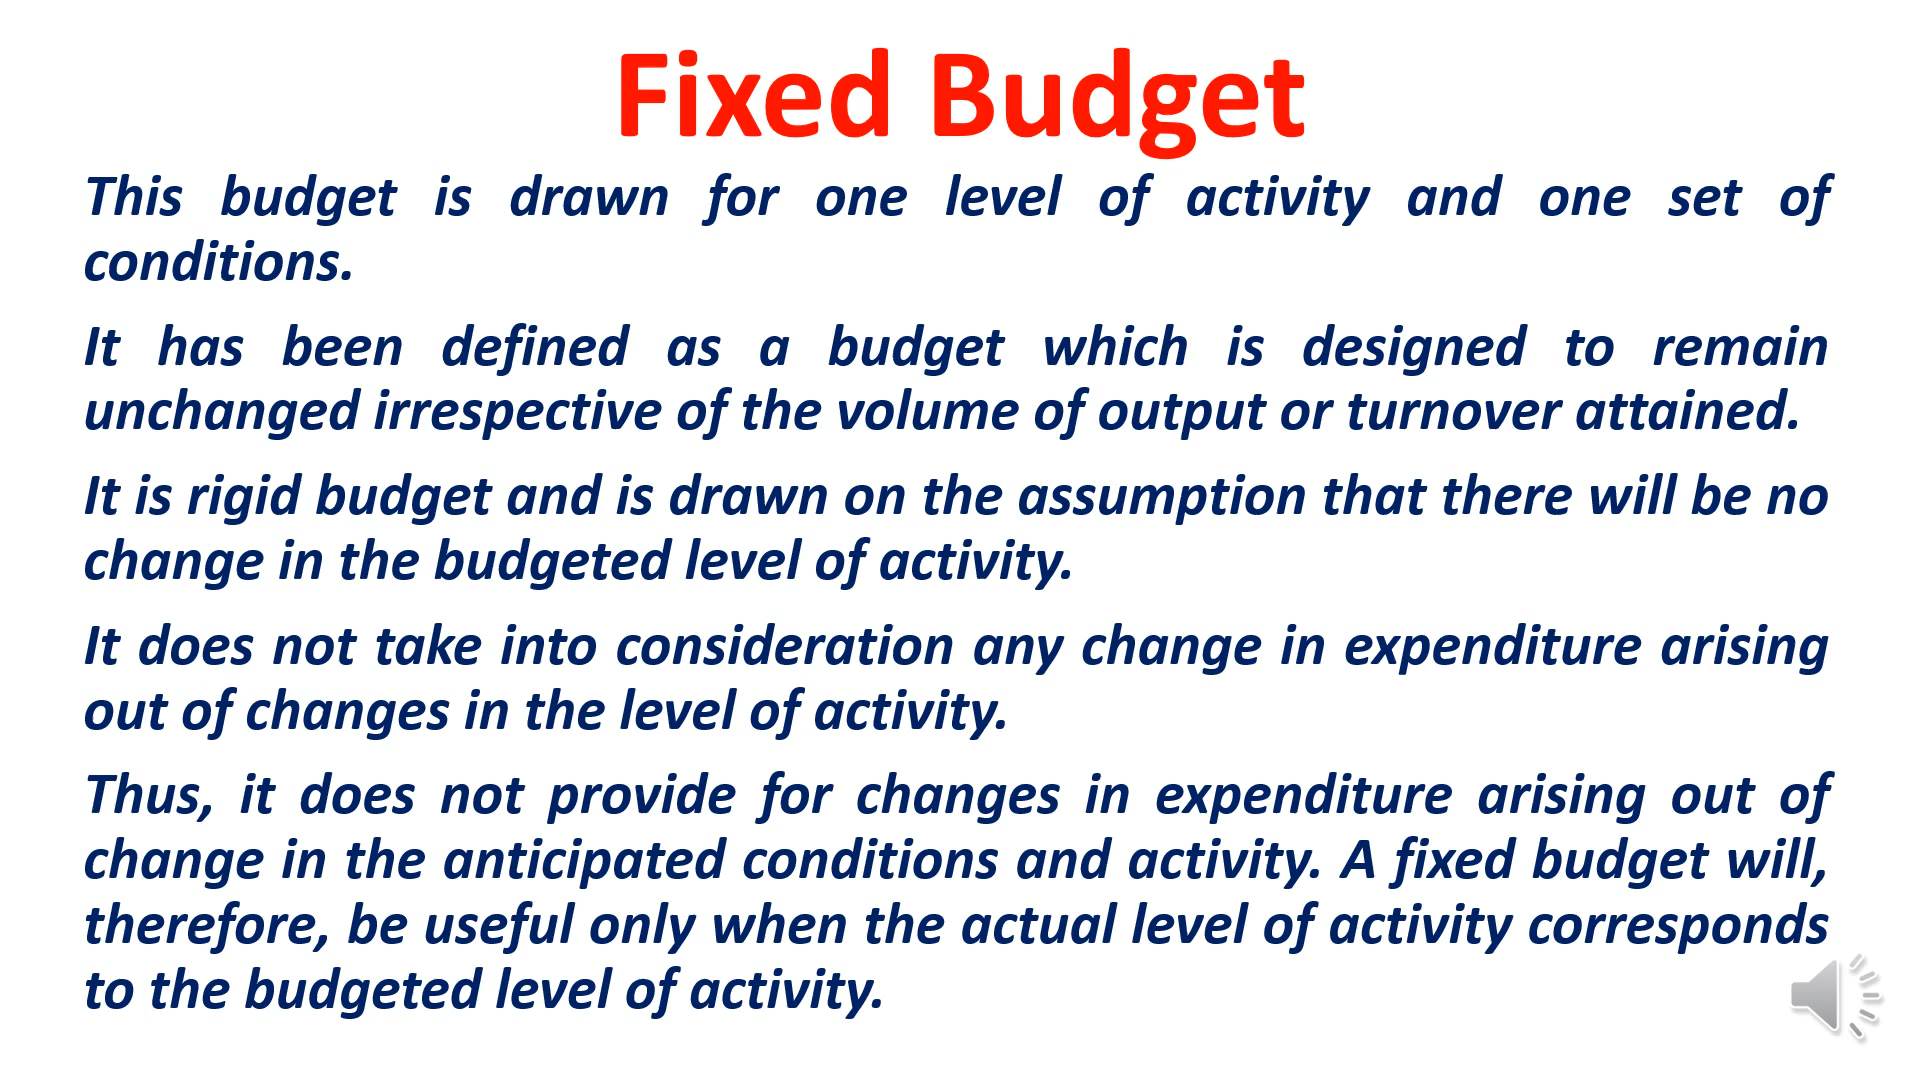 Fixed Budget
This budget is drawn for one level of activity and one set of
conditions.
It has been defined as a budget which is designed to remain
unchanged irrespective of the volume of output or turnover attained.
It is rigid budget and is drawn on the assumption that there will be no
change in the budgeted level of activity.
It does not take into consideration any change in expenditure arising
out of changes in the level of activity.
Thus, it does not provide for changes in expenditure arising out of
change in the anticipated conditions and activity. A fixed budget will,
therefore, be useful only when the actual level of activity corresponds
to the budgeted level of activity.